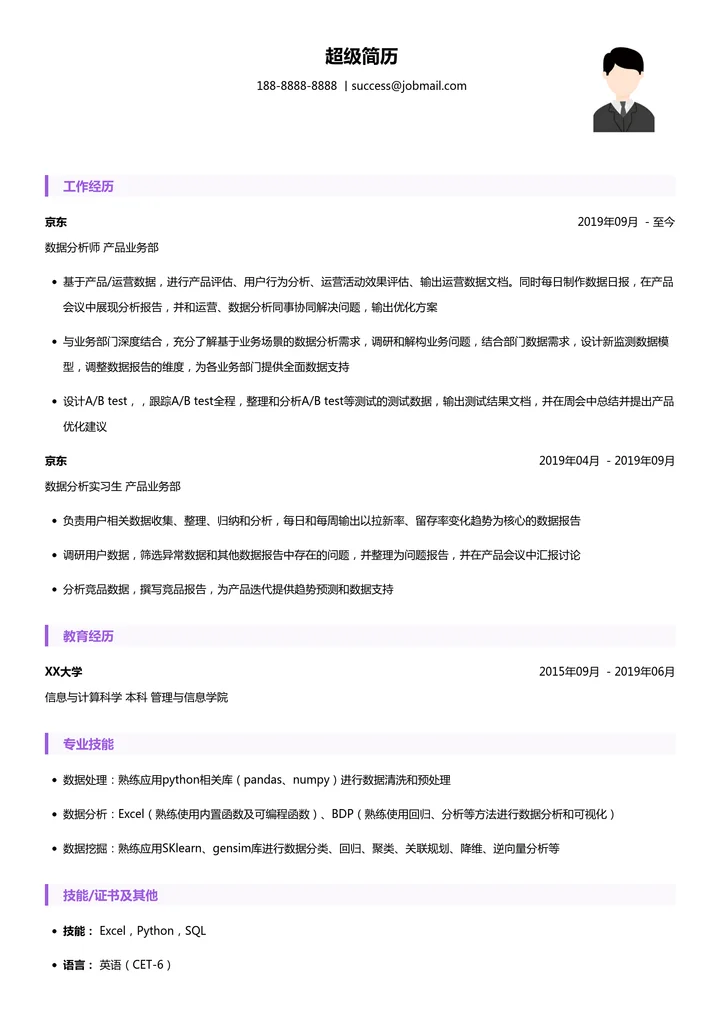 超级简历
188-8888-8888 | success@jobmail.com
工作经历
京东 2019年09月 - 至今
数据分析师 产品业务部
• 基于产品/运营数据，进行产品评估、用户行为分析、运营活动效果评估、输出运营数据文档。同时每日制作数据日报，在产品
会议中展现分析报告，并和运营、数据分析同事协同解决问题，输出优化方案
• 与业务部门深度结合，充分了解基于业务场景的数据分析需求，调研和解构业务问题，结合部门数据需求，设计新监测数据模
型，调整数据报告的维度，为各业务部门提供全面数据支持
• 设计A/B test，，跟踪A/B test全程，整理和分析A/B test等测试的测试数据，输出测试结果文档，并在周会中总结并提出产品
优化建议
京东 2019年04月 - 2019年09月
数据分析实习生 产品业务部
• 负责用户相关数据收集、整理、归纳和分析，每日和每周输出以拉新率、留存率变化趋势为核心的数据报告
• 调研用户数据，筛选异常数据和其他数据报告中存在的问题，并整理为问题报告，并在产品会议中汇报讨论
• 分析竞品数据，撰写竞品报告，为产品迭代提供趋势预测和数据支持
教育经历
XX大学 2015年09月 - 2019年06月
信息与计算科学 本科 管理与信息学院
专业技能
• 数据处理：熟练应用python相关库（pandas、numpy）进行数据清洗和预处理
• 数据分析：Excel（熟练使用内置函数及可编程函数）、BDP（熟练使用回归、分析等方法进行数据分析和可视化）
• 数据挖掘：熟练应用SKlearn、gensim库进行数据分类、回归、聚类、关联规划、降维、逆向量分析等
技能/证书及其他
• 技能： Excel，Python，SQL
• 语言： 英语（CET-6）